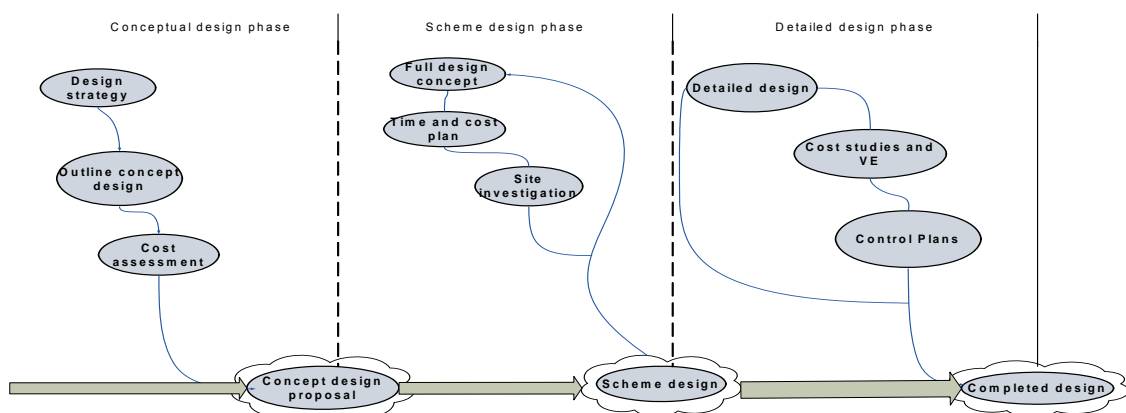 Conceptual design phase
Scheme design phase
Detailed design phase
Design
strategy
Outline concept
design
Cost
assessment
Full design
concept
Time and cost
plan
Site
investigation
Detailed design
Cost studies and
VE
Control Plans
Concept design
proposal
Scheme design
Completed design